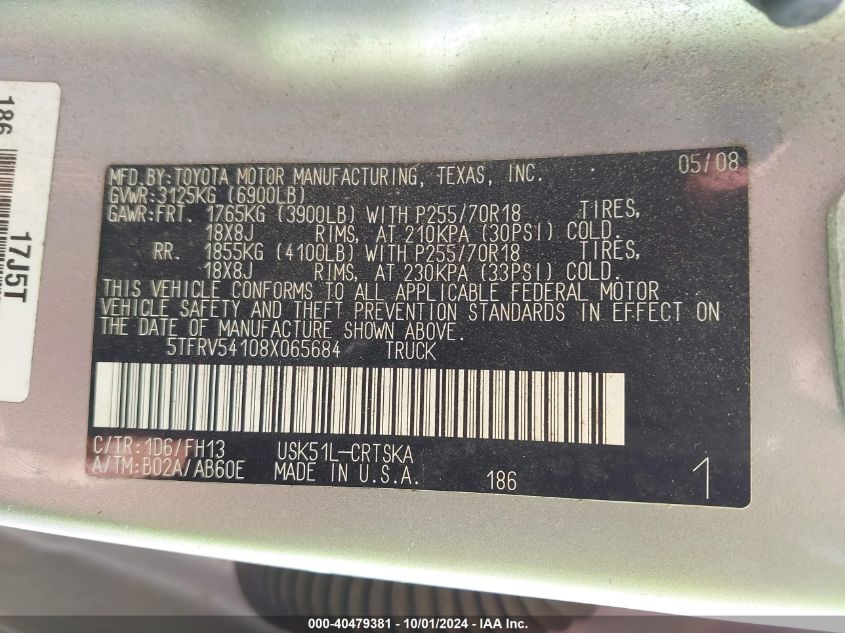 186
17J5T
MFD.BY:TOYOTA MOTOR MANUFACTURING, TEXAS, INC. 05/08
GVWR:3125KG (6900LB)
GAWR:FRT. 1765KG (3900LB) WITH P255/70R18 TIRES,
18X8J RIMS, AT 210KPA (30PSI) COLD.
RR. 1855KG (4100LB) WITH P255/70R18 TIRES,
18X8J RIMS, AT 230KPA (33PSI) COLD.
THIS VEHICLE CONFORMS TO ALL APPLICABLE FEDERAL MOTOR
VEHICLE SAFETY AND THEFT PREVENTION STANDARDS IN EFFECT ON
THE DATE OF MANUFACTURE SHOWN ABOVE.
5TFRV54108X065684 TRUCK
C/TR:1D6/FH13 USK51L-CRTSKA
A/TM:B02A/AB60E MADE IN U.S.A. 186 1
000-40479381 - 10/01/2024 - IAA Inc.